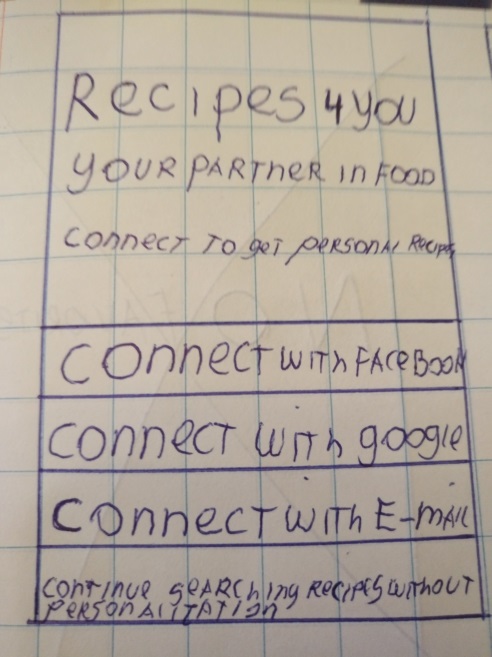 Recipes 4 you
YOUR PARTNER in FOOD
connect to get personal Recipes
connect with FACEBOOK
connect with google
connect with E-mail
continue seARching RECIPES without
PERSONALITATION